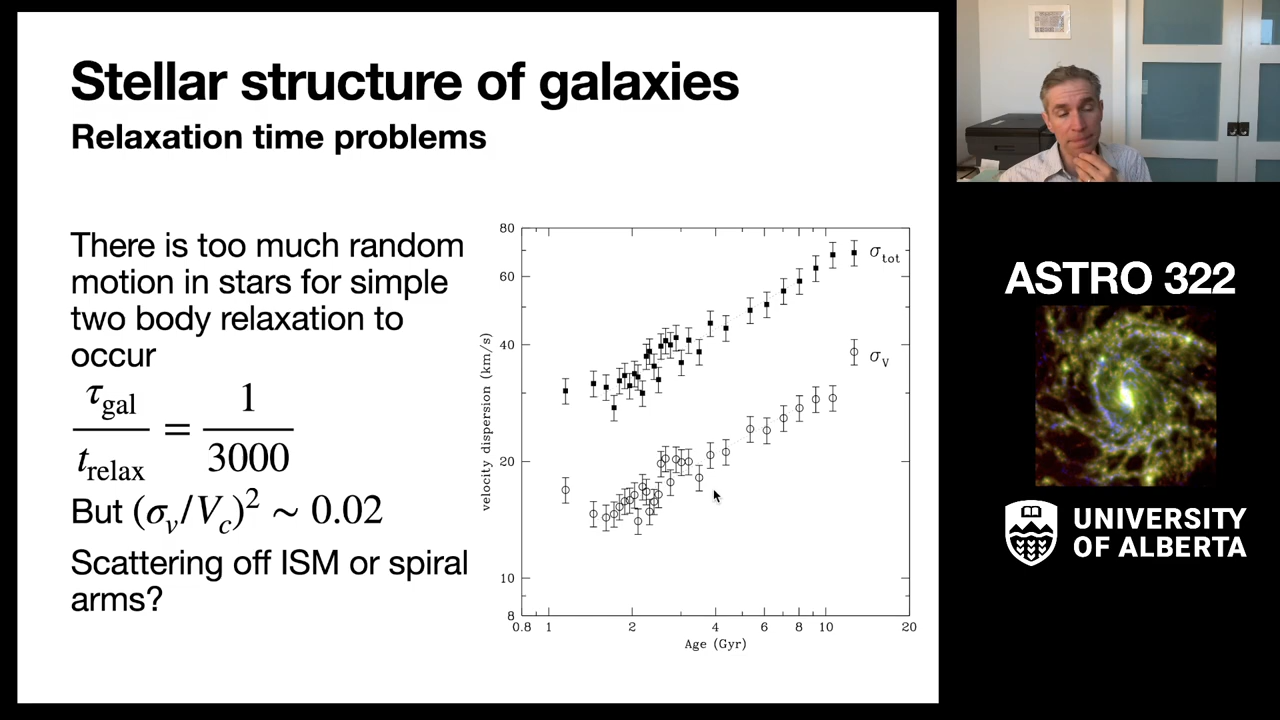 Stellar structure of galaxies
Relaxation time problems
There is too much random
motion in stars for simple
two body relaxation to
occur
τgal / trelax = 1 / 3000
But (σv/Vc)² ∼ 0.02
Scattering off ISM or spiral
arms?
80
60
40
20
10
8
velocity dispersion (km/s)
σtot
σV
0.8 1 2 4 6 8 10 20
Age (Gyr)
ASTRO 322
UNIVERSITY
OF ALBERTA